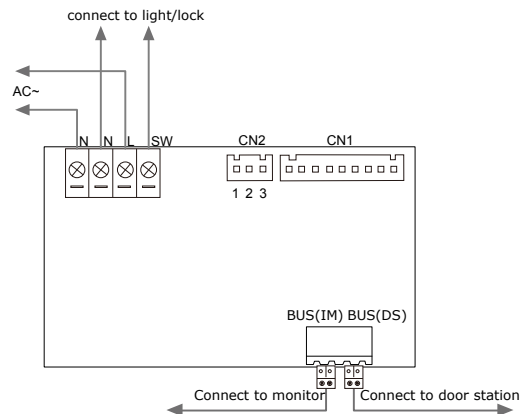 connect to light/lock
AC~
N N L SW
CN2 CN1
1 2 3
BUS(IM) BUS(DS)
Connect to monitor Connect to door station